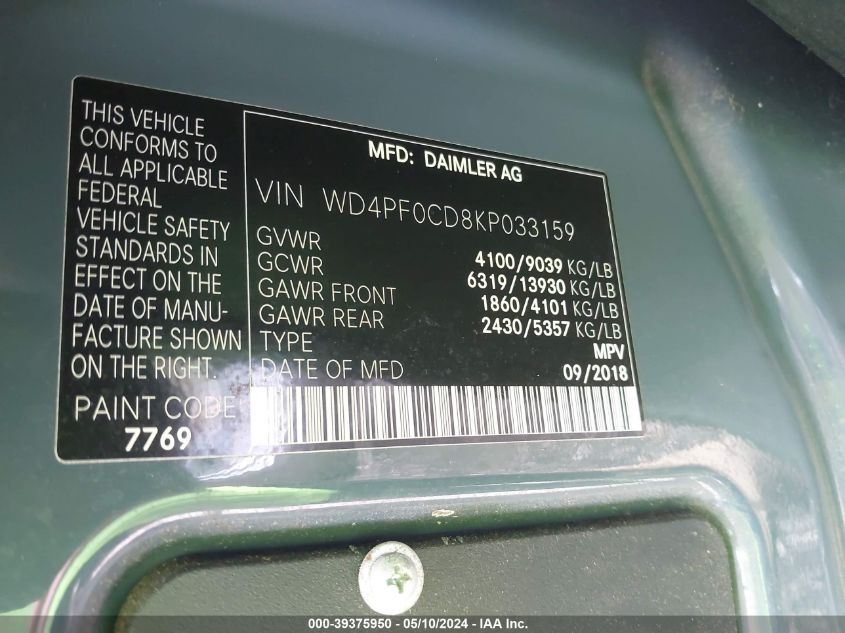 THIS VEHICLE
CONFORMS TO
ALL APPLICABLE
FEDERAL
VEHICLE SAFETY
STANDARDS IN
EFFECT ON THE
DATE OF MANU-
FACTURE SHOWN
ON THE RIGHT.
PAINT CODE
7769
MFD: DAIMLER AG
VIN WD4PF0CD8KP033159
GVWR 4100/9039 KG/LB
GCWR 6319/13930 KG/LB
GAWR FRONT 1860/4101 KG/LB
GAWR REAR 2430/5357 KG/LB
TYPE MPV
DATE OF MFD 09/2018
000-39375950 - 05/10/2024 - IAA Inc.